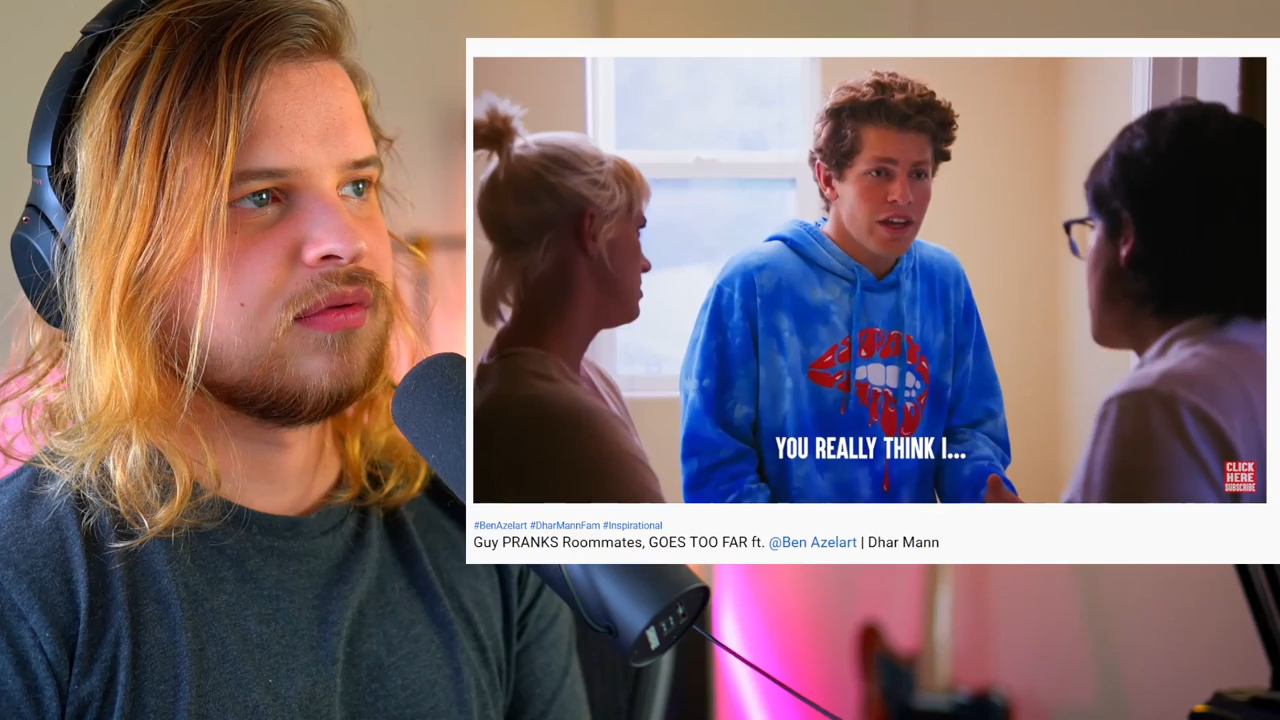 YOU REALLY THINK I...
CLICK
HERE
SUBSCRIBE
#BenAzelart #DharMannFam #Inspirational
Guy PRANKS Roommates, GOES TOO FAR ft. @Ben Azelart | Dhar Mann